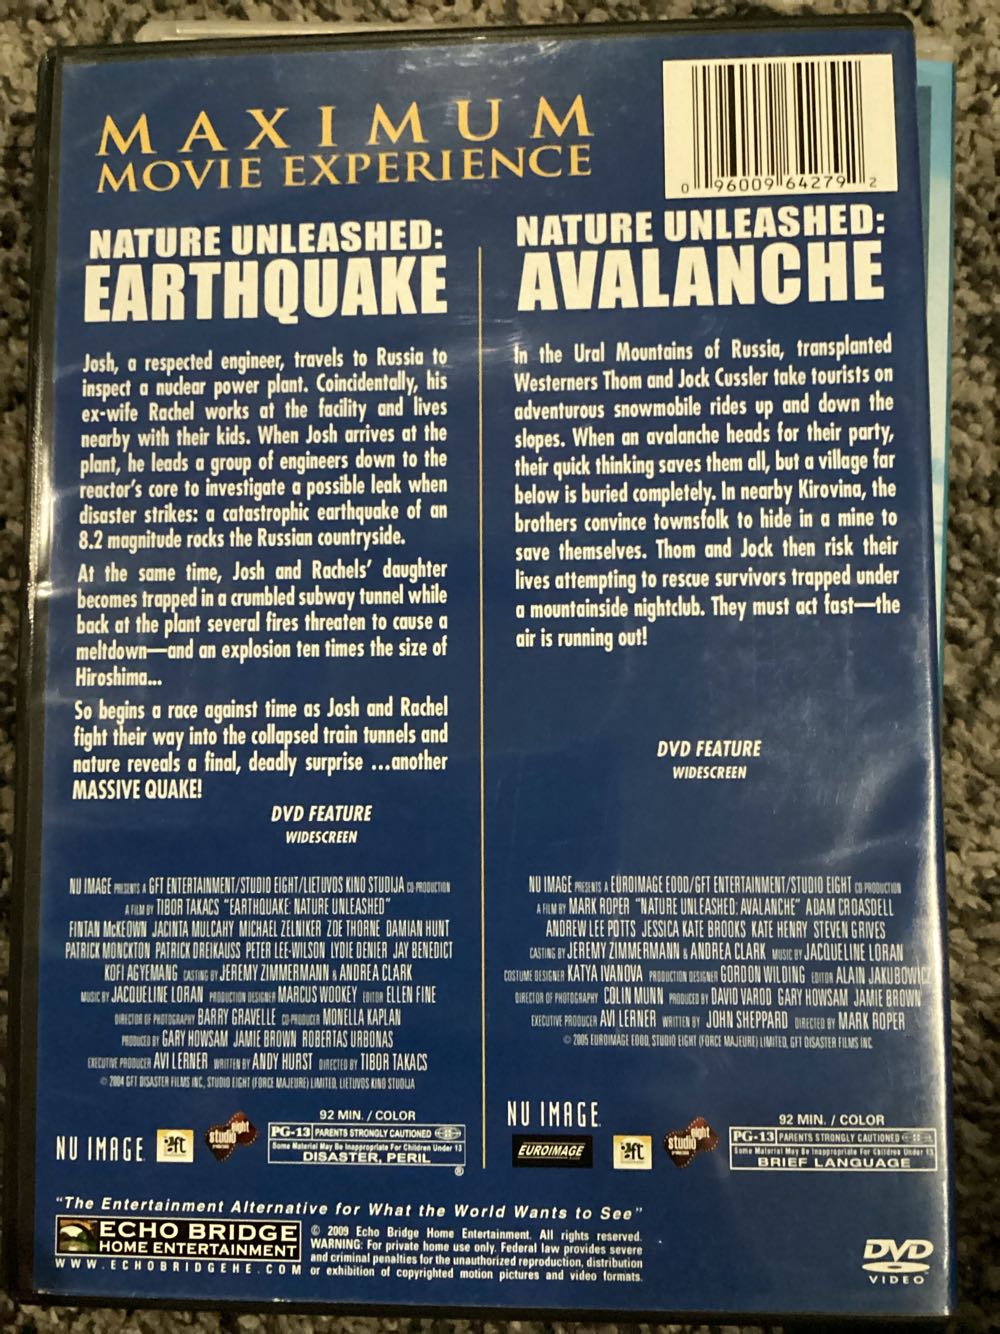 MAXIMUM
MOVIE EXPERIENCE
0 96009 64279 2
NATURE UNLEASHED:
EARTHQUAKE
Josh, a respected engineer, travels to Russia to
inspect a nuclear power plant. Coincidentally, his
ex-wife Rachel works at the facility and lives
nearby with their kids. When Josh arrives at the
plant, he leads a group of engineers down to the
reactor's core to investigate a possible leak when
disaster strikes: a catastrophic earthquake of an
8.2 magnitude rocks the Russian countryside.
At the same time, Josh and Rachels' daughter
becomes trapped in a crumbled subway tunnel while
back at the plant several fires threaten to cause a
meltdown—and an explosion ten times the size of
Hiroshima...
So begins a race against time as Josh and Rachel
fight their way into the collapsed train tunnels and
nature reveals a final, deadly surprise ...another
MASSIVE QUAKE!
DVD FEATURE
WIDESCREEN
NU IMAGE PRESENTS A GFT ENTERTAINMENT/STUDIO EIGHT/LIETUVOS KINO STUDIJA CO-PRODUCTION
A FILM BY TIBOR TAKACS "EARTHQUAKE: NATURE UNLEASHED"
FINTAN McKEOWN JACINTA MULCAHY MICHAEL ZELNIKER ZOE THORNE DAMIAN HUNT
PATRICK MONCKTON PATRICK DREIKAUSS PETER LEE-WILSON LYDIE DENIER JAY BENEDICT
KOFI AGYEMANG CASTING BY JEREMY ZIMMERMANN & ANDREA CLARK
MUSIC BY JACQUELINE LORAN PRODUCTION DESIGNER MARCUS WOOKEY EDITOR ELLEN FINE
DIRECTOR OF PHOTOGRAPHY BARRY GRAVELLE CO-PRODUCER MONELLA KAPLAN
PRODUCED BY GARY HOWSAM JAMIE BROWN ROBERTAS URBONAS
EXECUTIVE PRODUCER AVI LERNER WRITTEN BY ANDY HURST DIRECTED BY TIBOR TAKACS
© 2004 GFT DISASTER FILMS INC., STUDIO EIGHT (FORCE MAJEURE) LIMITED, LIETUVOS KINO STUDIJA
92 MIN. / COLOR
NU IMAGE
gft
studio eight
PG-13 PARENTS STRONGLY CAUTIONED
Some Material May Be Inappropriate For Children Under 13
DISASTER, PERIL
®
NATURE UNLEASHED:
AVALANCHE
In the Ural Mountains of Russia, transplanted
Westerners Thom and Jock Cussler take tourists on
adventurous snowmobile rides up and down the
slopes. When an avalanche heads for their party,
their quick thinking saves them all, but a village far
below is buried completely. In nearby Kirovina, the
brothers convince townsfolk to hide in a mine to
save themselves. Thom and Jock then risk their
lives attempting to rescue survivors trapped under
a mountainside nightclub. They must act fast—the
air is running out!
DVD FEATURE
WIDESCREEN
NU IMAGE PRESENTS A EUROIMAGE EOOD/GFT ENTERTAINMENT/STUDIO EIGHT CO-PRODUCTION
A FILM BY MARK ROPER "NATURE UNLEASHED: AVALANCHE" ADAM CROASDELL
ANDREW LEE POTTS JESSICA KATE BROOKS KATE HENRY STEVEN GRIVES
CASTING BY JEREMY ZIMMERMANN & ANDREA CLARK MUSIC BY JACQUELINE LORAN
COSTUME DESIGNER KATYA IVANOVA PRODUCTION DESIGNER GORDON WILDING EDITOR ALAIN JAKUBOWICZ
DIRECTOR OF PHOTOGRAPHY COLIN MUNN PRODUCED BY DAVID VAROD GARY HOWSAM JAMIE BROWN
EXECUTIVE PRODUCER AVI LERNER WRITTEN BY JOHN SHEPPARD DIRECTED BY MARK ROPER
© 2005 EUROIMAGE EOOD, STUDIO EIGHT (FORCE MAJEURE) LIMITED, GFT DISASTER FILMS INC.
NU IMAGE
92 MIN. / COLOR
EUROIMAGE
gft
studio eight
PG-13 PARENTS STRONGLY CAUTIONED
Some Material May Be Inappropriate For Children Under 13
BRIEF LANGUAGE
"The Entertainment Alternative for What the World Wants to See"
ECHO BRIDGE
HOME ENTERTAINMENT
WWW.ECHOBRIDGEHE.COM
© 2009 Echo Bridge Home Entertainment. All rights reserved.
WARNING: For private home use only. Federal law provides severe
and criminal penalties for the unauthorized reproduction, distribution
or exhibition of copyrighted motion pictures and video formats.
DVD
VIDEO